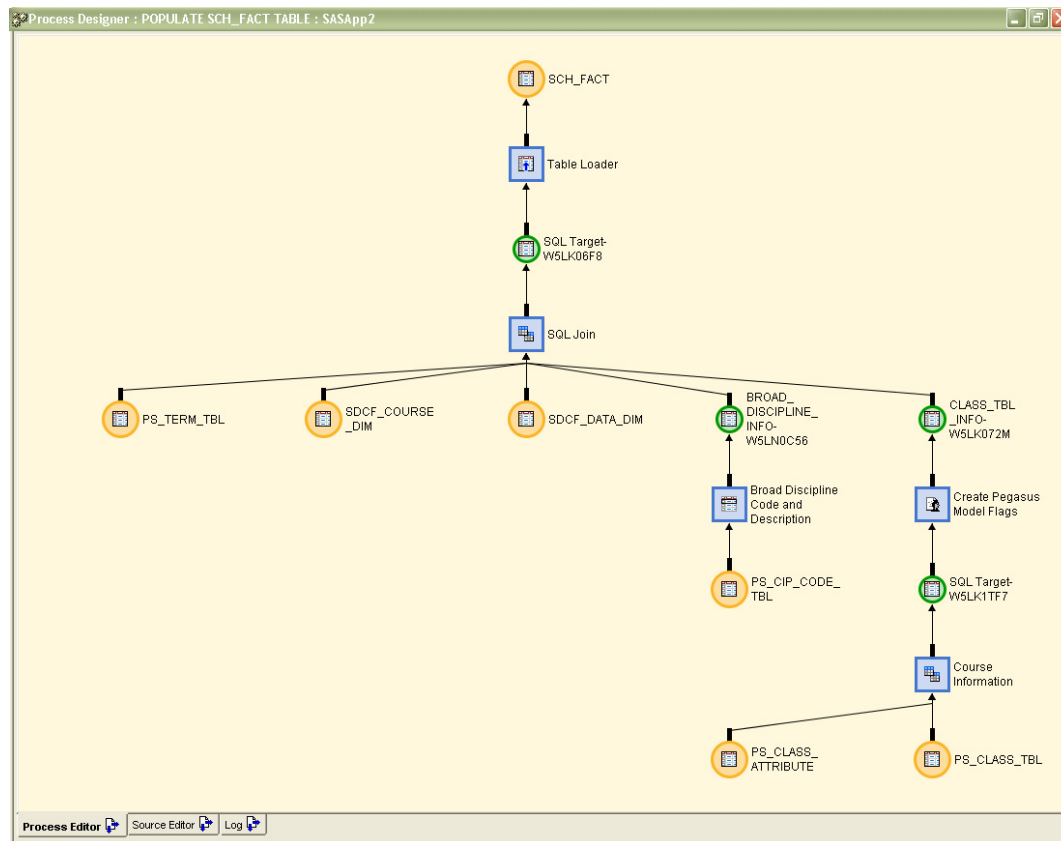 Process Designer : POPULATE SCH_FACT TABLE : SASApp2
SCH_FACT
Table Loader
SQL Target-
W5LK06F8
SQL Join
PS_TERM_TBL
SDCF_COURSE
_DIM
SDCF_DATA_DIM
BROAD_
DISCIPLINE_
INFO-
W5LN0C56
CLASS_TBL
_INFO-
W5LK072M
Broad Discipline
Code and
Description
Create Pegasus
Model Flags
PS_CIP_CODE_
TBL
SQL Target-
W5LK1TF7
Course
Information
PS_CLASS_
ATTRIBUTE
PS_CLASS_TBL
Process Editor
Source Editor
Log